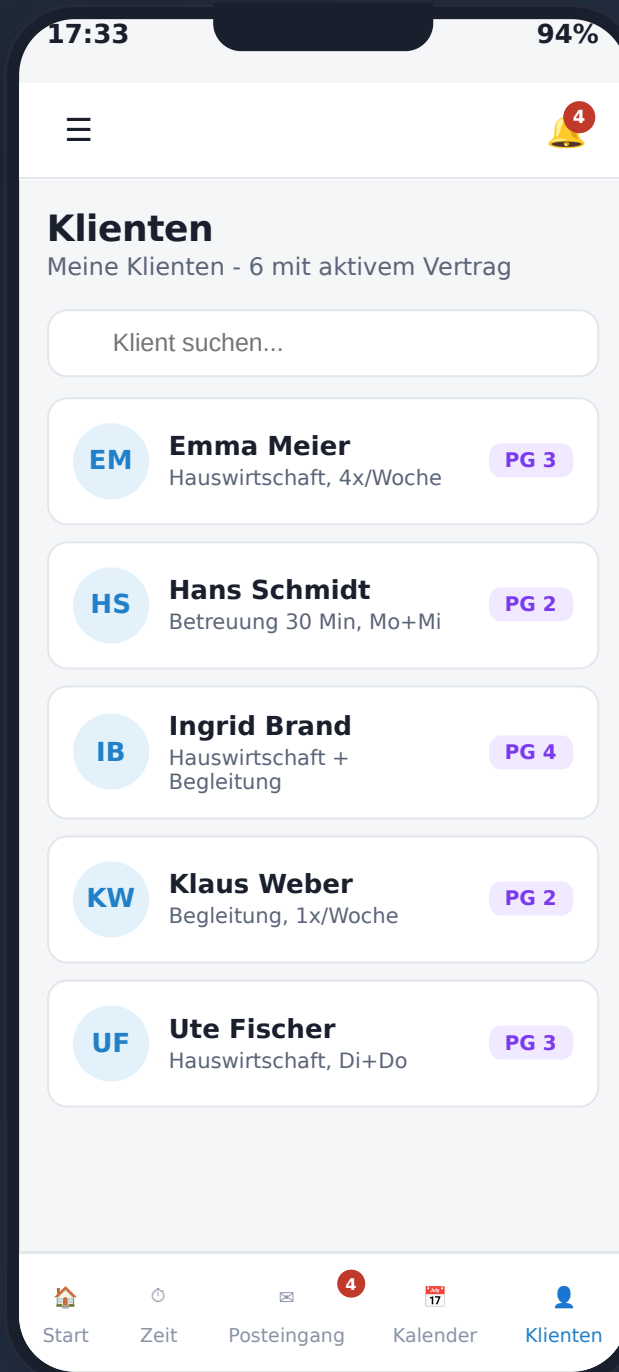 17:33
94%
☰
4
Klienten
Meine Klienten - 6 mit aktivem Vertrag
Klient suchen...
EM
Emma Meier
Hauswirtschaft, 4x/Woche
PG 3
HS
Hans Schmidt
Betreuung 30 Min, Mo+Mi
PG 2
IB
Ingrid Brand
Hauswirtschaft +
Begleitung
PG 4
KW
Klaus Weber
Begleitung, 1x/Woche
PG 2
UF
Ute Fischer
Hauswirtschaft, Di+Do
PG 3
4
Start
Zeit
Posteingang
Kalender
Klienten